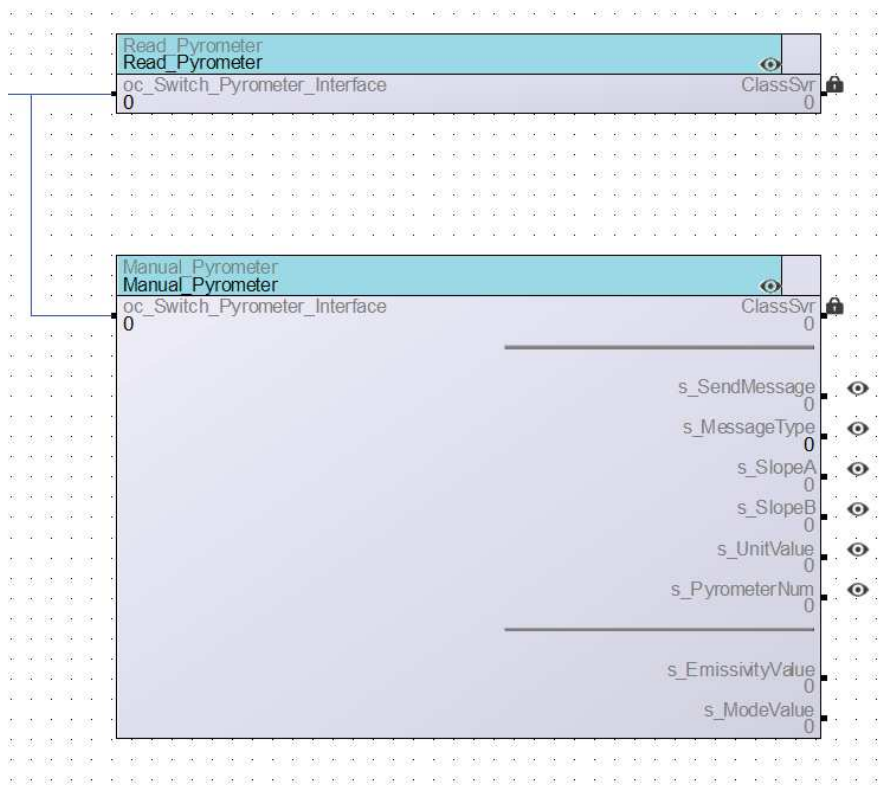 Read_Pyrometer
Read_Pyrometer
oc_Switch_Pyrometer_Interface ClassSvr
0 0
Manual_Pyrometer
Manual_Pyrometer
oc_Switch_Pyrometer_Interface ClassSvr
0 0
s_SendMessage
0
s_MessageType
0
s_SlopeA
0
s_SlopeB
0
s_UnitValue
0
s_PyrometerNum
0
s_EmissivityValue
0
s_ModeValue
0